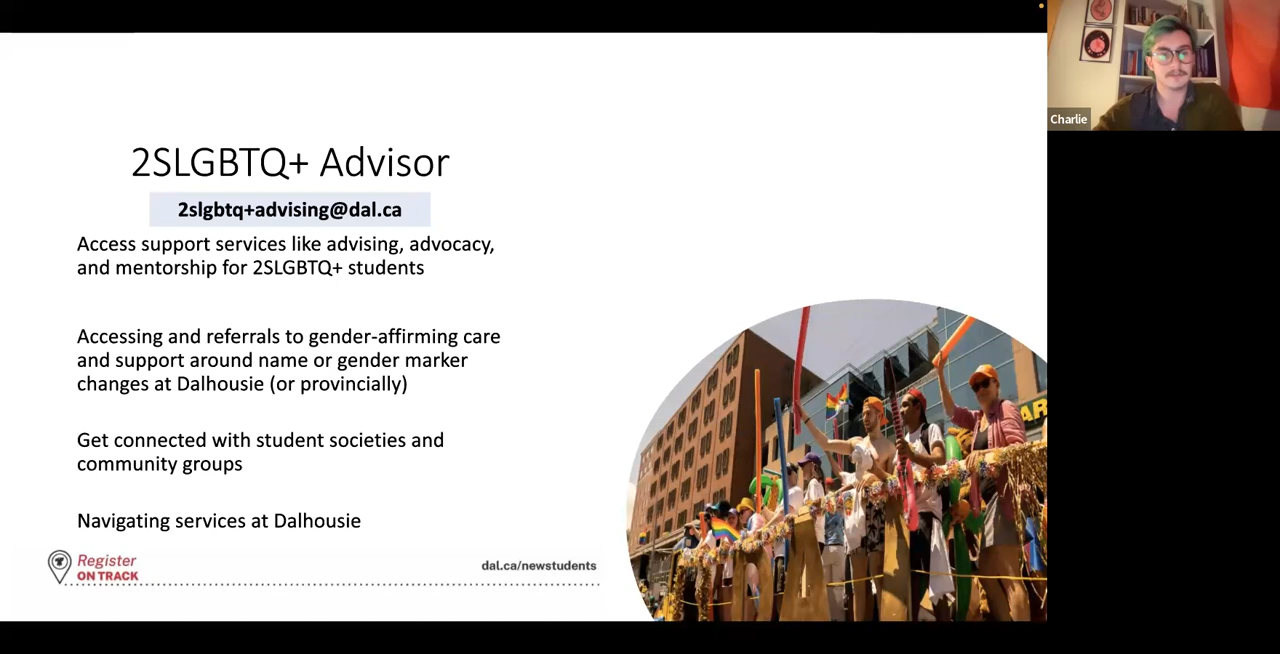 2SLGBTQ+ Advisor
2slgbtq+advising@dal.ca
Access support services like advising, advocacy,
and mentorship for 2SLGBTQ+ students
Accessing and referrals to gender-affirming care
and support around name or gender marker
changes at Dalhousie (or provincially)
Get connected with student societies and
community groups
Navigating services at Dalhousie
Register
ON TRACK
dal.ca/newstudents
Charlie